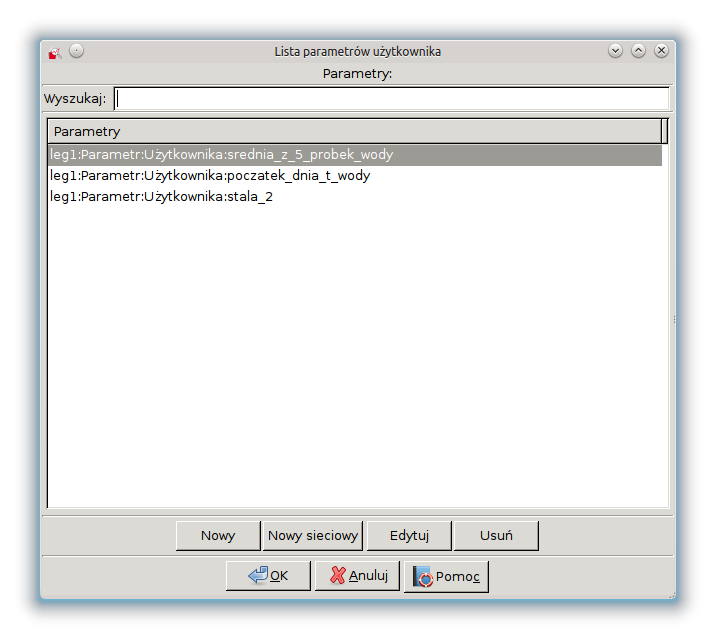 Lista parametrów użytkownika
Parametry:
Wyszukaj:
Parametry
leg1:Parametr:Użytkownika:srednia_z_5_probek_wody
leg1:Parametr:Użytkownika:poczatek_dnia_t_wody
leg1:Parametr:Użytkownika:stala_2
Nowy Nowy sieciowy Edytuj Usuń
OK Anuluj Pomoc